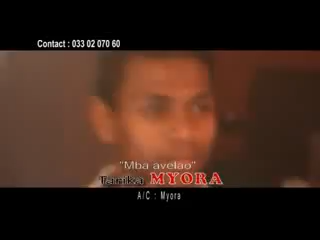 Contact : 033 02 070 60
"Mba avelao"
Tarika MYORA
A/C : Myora